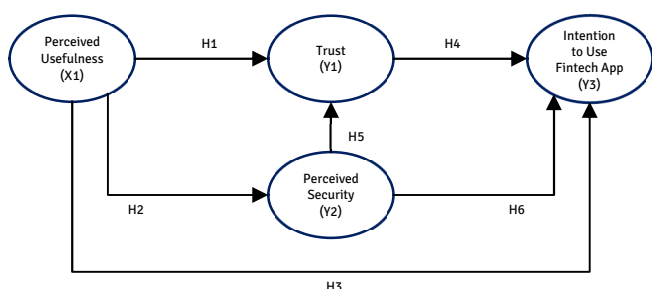 Perceived
Usefulness
(X1)
H1
Trust
(Y1)
H4
Intention
to Use
Fintech App
(Y3)
H5
Perceived
Security
(Y2)
H2
H6
H3